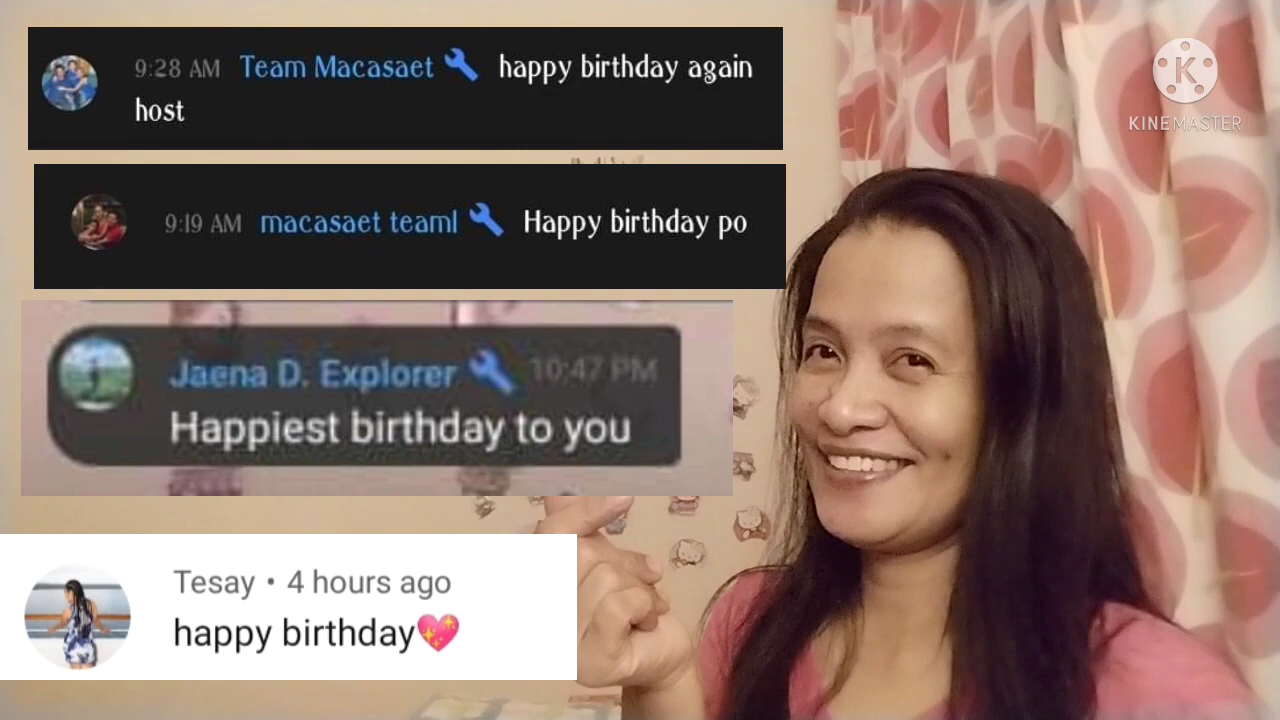 9:28 AM Team Macasaet happy birthday again
host
9:19 AM macasaet teaml Happy birthday po
Jaena D. Explorer 10:47 PM
Happiest birthday to you
Tesay • 4 hours ago
happy birthday💖
K
KINEMASTER